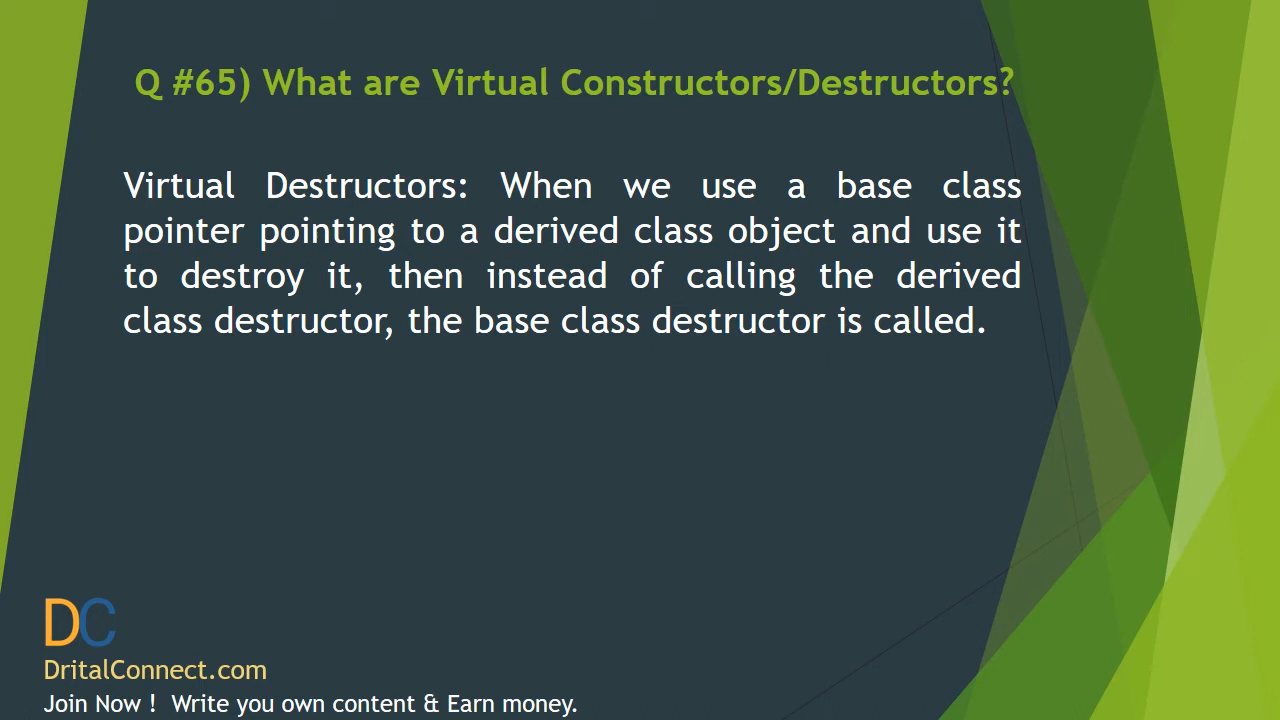 Q #65) What are Virtual Constructors/Destructors?
Virtual Destructors: When we use a base class
pointer pointing to a derived class object and use it
to destroy it, then instead of calling the derived
class destructor, the base class destructor is called.
DC
DritalConnect.com
Join Now ! Write you own content & Earn money.